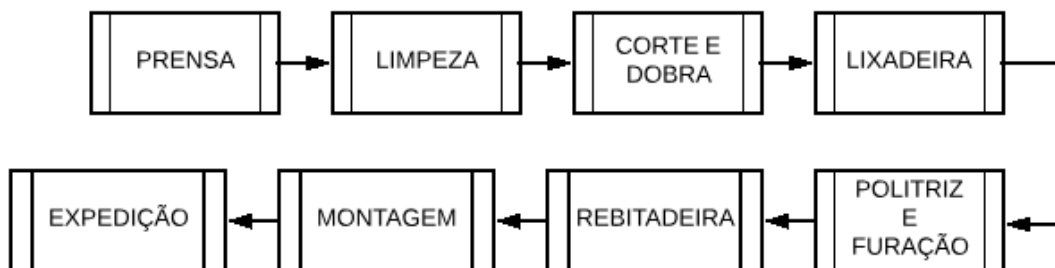 PRENSA
LIMPEZA
CORTE E
DOBRA
LIXADEIRA
EXPEDIÇÃO
MONTAGEM
REBITADEIRA
POLITRIZ
E
FURAÇÃO